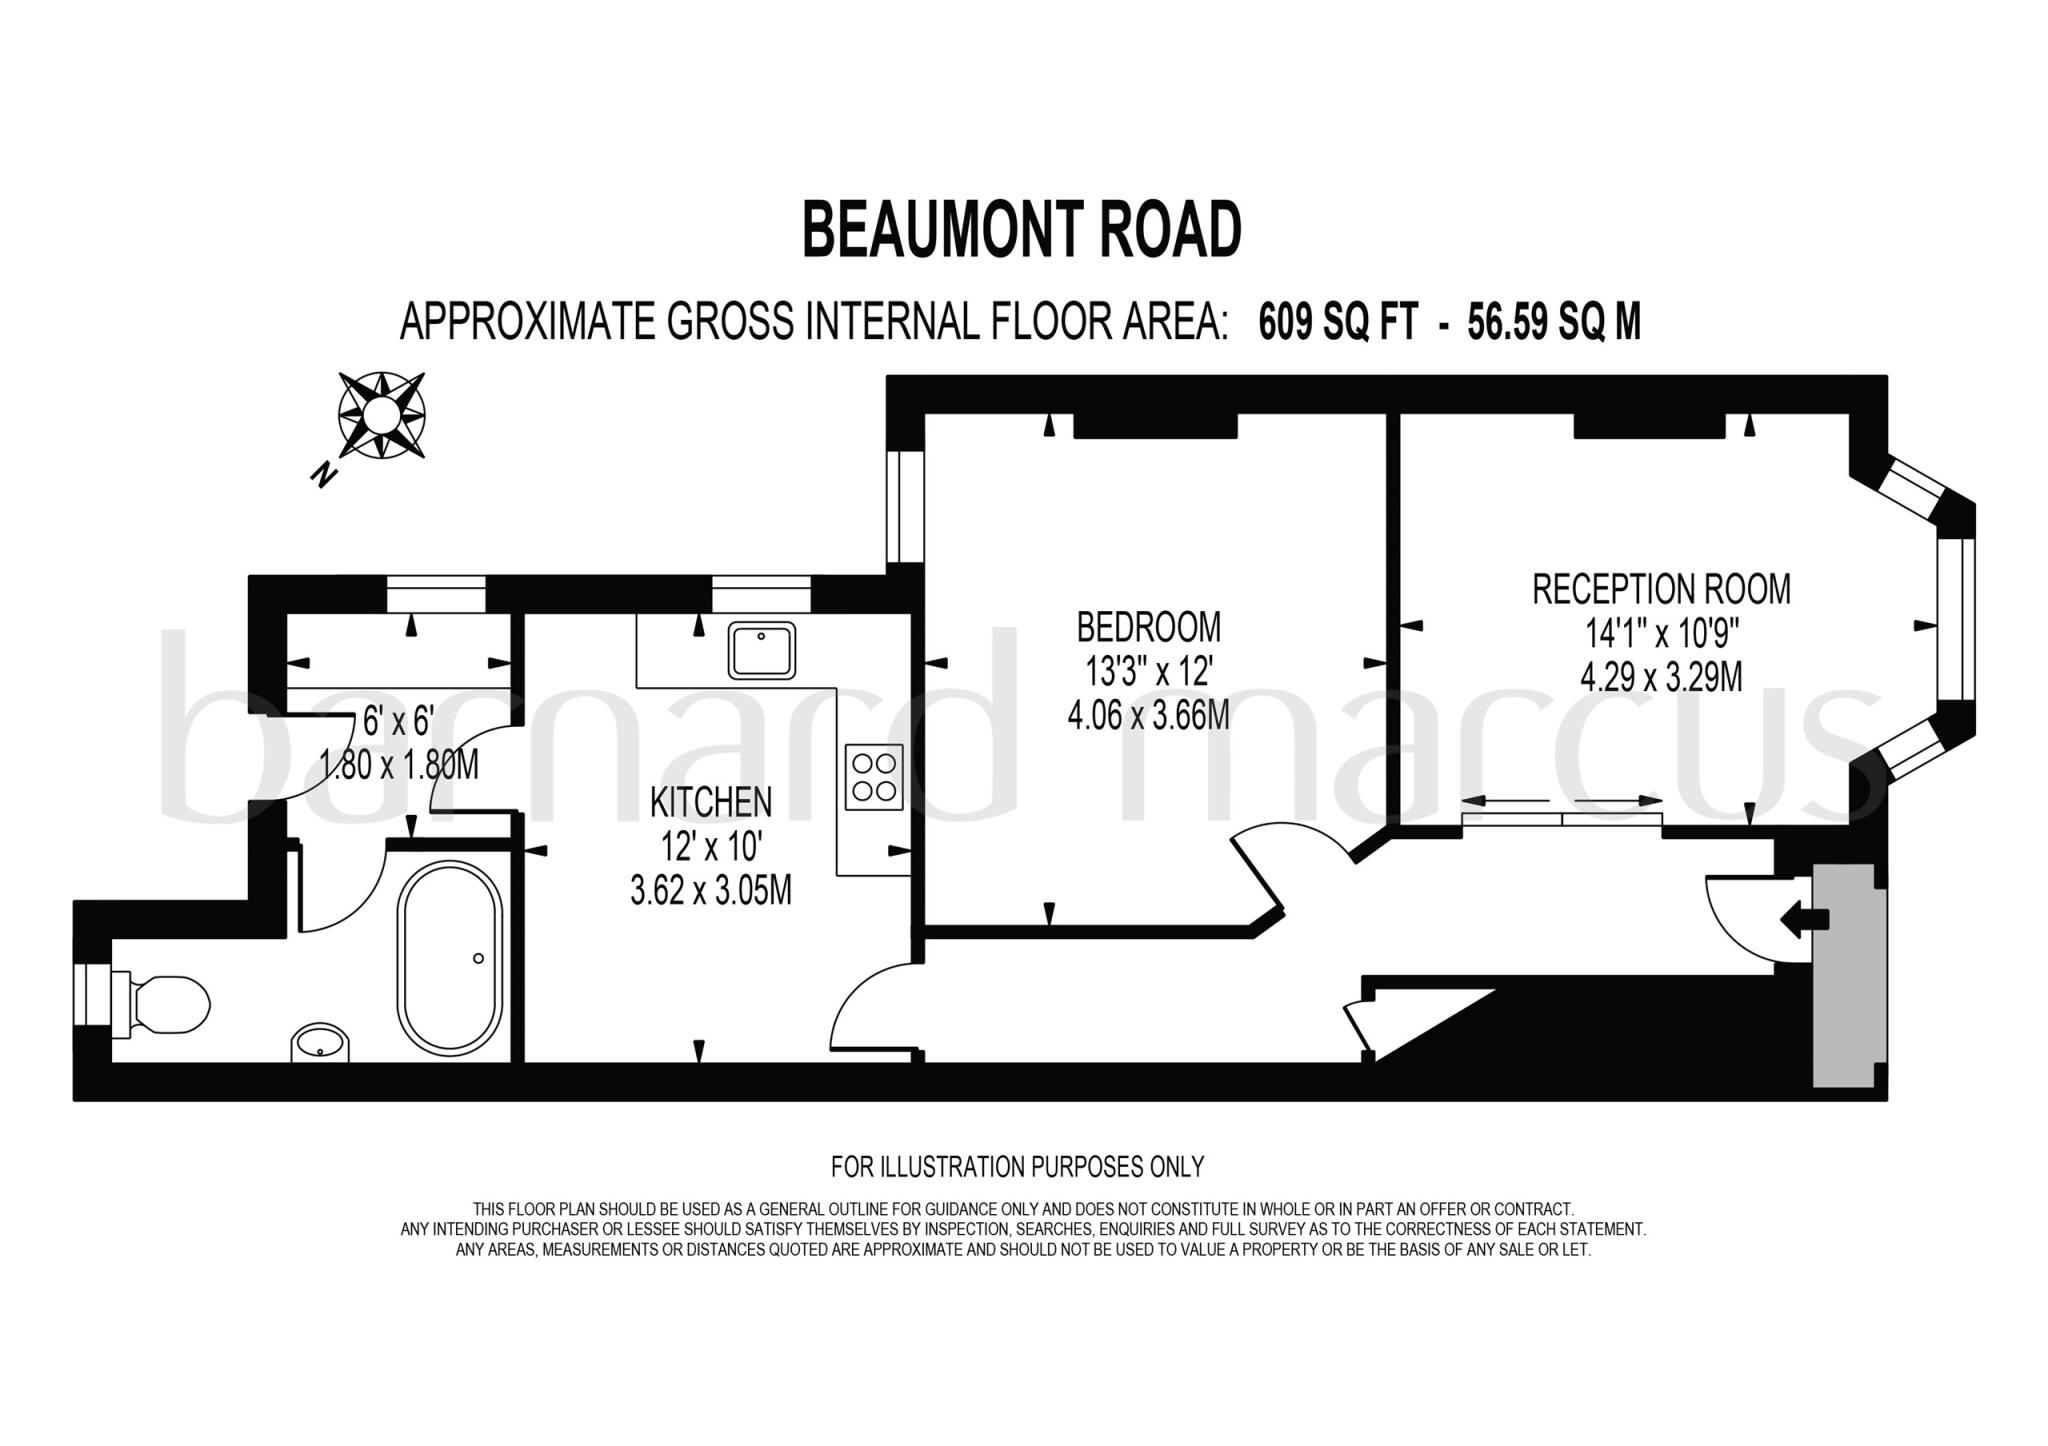 BEAUMONT ROAD
APPROXIMATE GROSS INTERNAL FLOOR AREA: 609 SQ FT - 56.59 SQ M
N
RECEPTION ROOM
14'1" x 10'9"
4.29 x 3.29M
BEDROOM
13'3" x 12'
4.06 x 3.66M
6' x 6'
1.80 x 1.80M
KITCHEN
12' x 10'
3.62 x 3.05M
barnard marcus
FOR ILLUSTRATION PURPOSES ONLY
THIS FLOOR PLAN SHOULD BE USED AS A GENERAL OUTLINE FOR GUIDANCE ONLY AND DOES NOT CONSTITUTE IN WHOLE OR IN PART AN OFFER OR CONTRACT.
ANY INTENDING PURCHASER OR LESSEE SHOULD SATISFY THEMSELVES BY INSPECTION, SEARCHES, ENQUIRIES AND FULL SURVEY AS TO THE CORRECTNESS OF EACH STATEMENT.
ANY AREAS, MEASUREMENTS OR DISTANCES QUOTED ARE APPROXIMATE AND SHOULD NOT BE USED TO VALUE A PROPERTY OR BE THE BASIS OF ANY SALE OR LET.